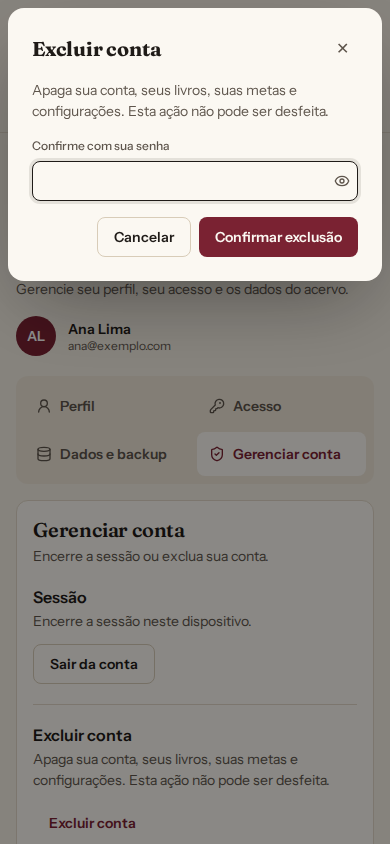 Excluir conta
Apaga sua conta, seus livros, suas metas e
configurações. Esta ação não pode ser desfeita.
Confirme com sua senha
Cancelar
Confirmar exclusão
Gerencie seu perfil, seu acesso e os dados do acervo.
AL
Ana Lima
ana@exemplo.com
Perfil
Acesso
Dados e backup
Gerenciar conta
Gerenciar conta
Encerre a sessão ou exclua sua conta.
Sessão
Encerre a sessão neste dispositivo.
Sair da conta
Excluir conta
Apaga sua conta, seus livros, suas metas e
configurações. Esta ação não pode ser desfeita.
Excluir conta